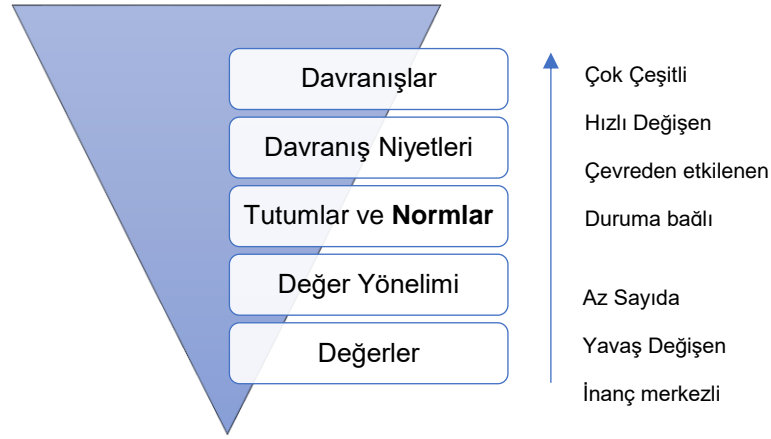 Davranışlar
Davranış Niyetleri
Tutumlar ve Normlar
Değer Yönelimi
Değerler
Çok Çeşitli
Hızlı Değişen
Çevreden etkilenen
Duruma bağlı
Az Sayıda
Yavaş Değişen
İnanç merkezli